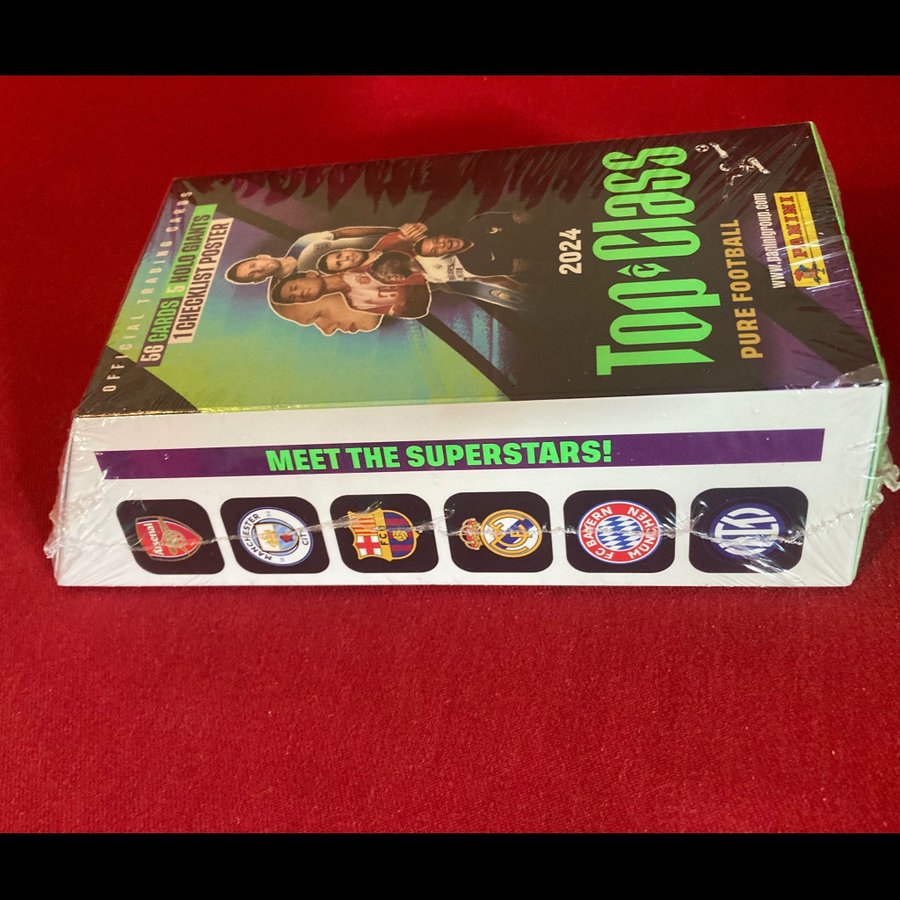 OFFICIAL TRADING CARDS
56 CARDS 5 HOLO GIANTS
1 CHECKLIST POSTER
2024
Top Class
PURE FOOTBALL
www.paninigroup.com
PANINI
MEET THE SUPERSTARS!
Arsenal
MANCHESTER CITY
FCB
FC BAYERN MÜNCHEN